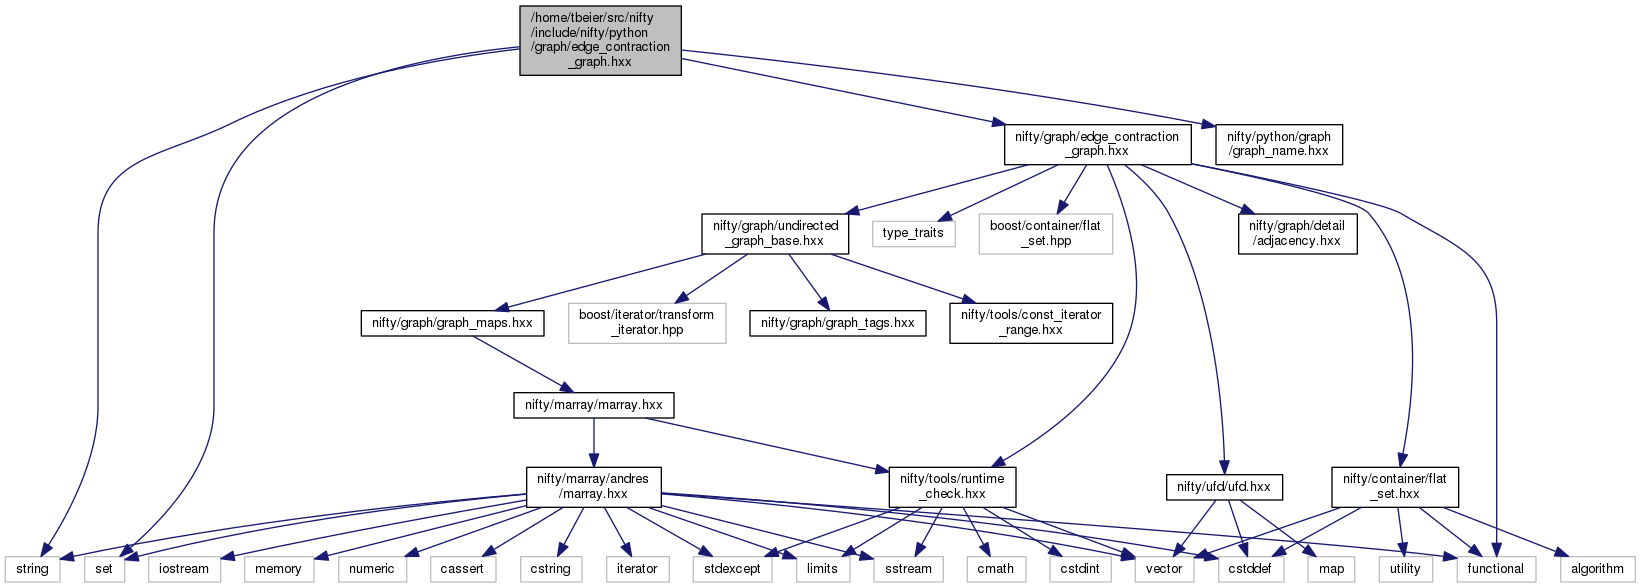 /home/tbeier/src/nifty
/include/nifty/python
/graph/edge_contraction
_graph.hxx
nifty/graph/edge_contraction
_graph.hxx
nifty/python/graph
/graph_name.hxx
nifty/graph/undirected
_graph_base.hxx
type_traits
boost/container/flat
_set.hpp
nifty/graph/detail
/adjacency.hxx
nifty/graph/graph_maps.hxx
boost/iterator/transform
_iterator.hpp
nifty/graph/graph_tags.hxx
nifty/tools/const_iterator
_range.hxx
nifty/marray/marray.hxx
nifty/marray/andres
/marray.hxx
nifty/tools/runtime
_check.hxx
nifty/ufd/ufd.hxx
nifty/container/flat
_set.hxx
string
set
iostream
memory
numeric
cassert
cstring
iterator
stdexcept
limits
sstream
cmath
cstdint
vector
cstddef
map
utility
functional
algorithm